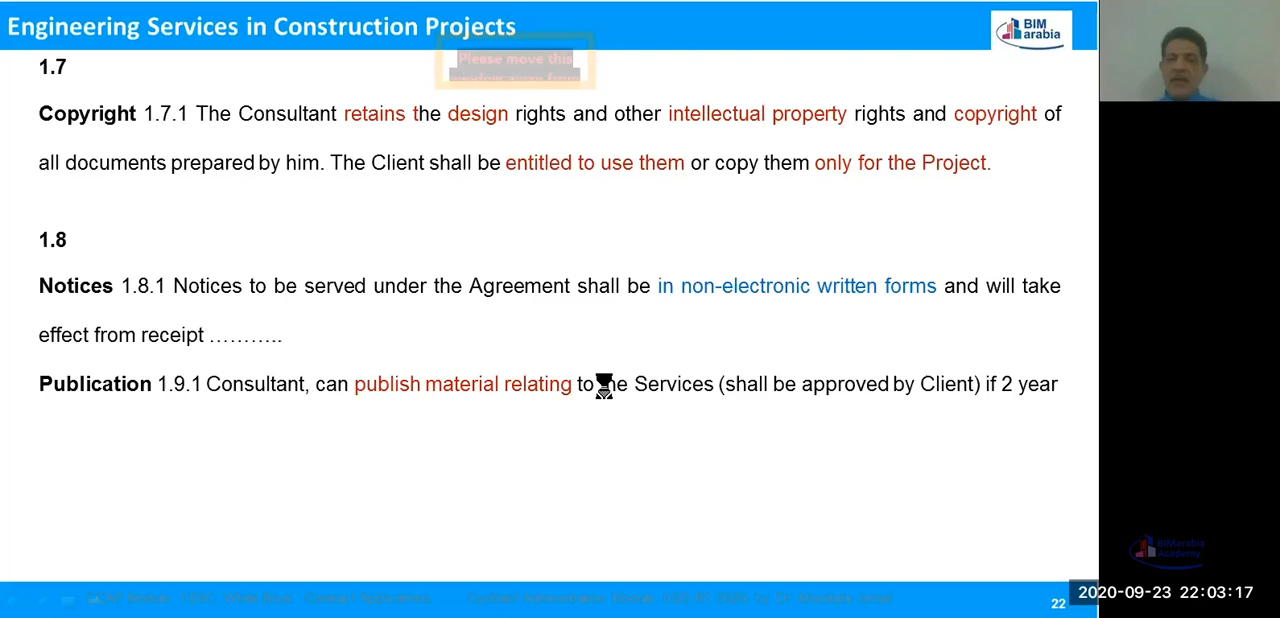 Engineering Services in Construction Projects
BIM
arabia
Please move this
1.7
Copyright 1.7.1 The Consultant retains the design rights and other intellectual property rights and copyright of
all documents prepared by him. The Client shall be entitled to use them or copy them only for the Project.
1.8
Notices 1.8.1 Notices to be served under the Agreement shall be in non-electronic written forms and will take
effect from receipt ………..
Publication 1.9.1 Consultant, can publish material relating to the Services (shall be approved by Client) if 2 year
BIMarabia
Academy
22
2020-09-23 22:03:17